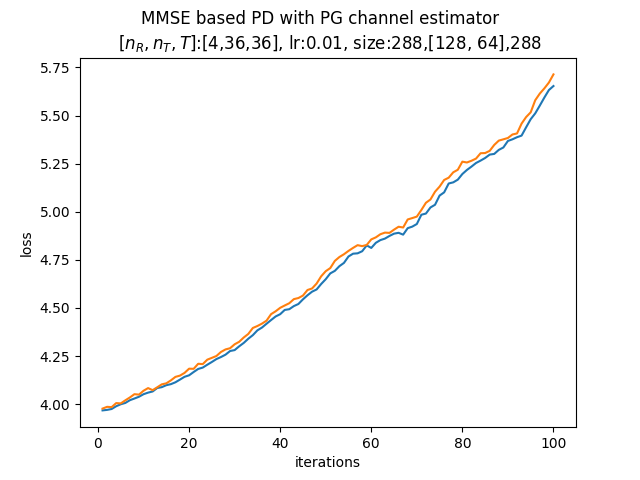 MMSE based PD with PG channel estimator
[n_R, n_T, T]:[4,36,36], lr:0.01, size:288,[128, 64],288
5.75
5.50
5.25
5.00
4.75
4.50
4.25
4.00
loss
0 20 40 60 80 100
iterations